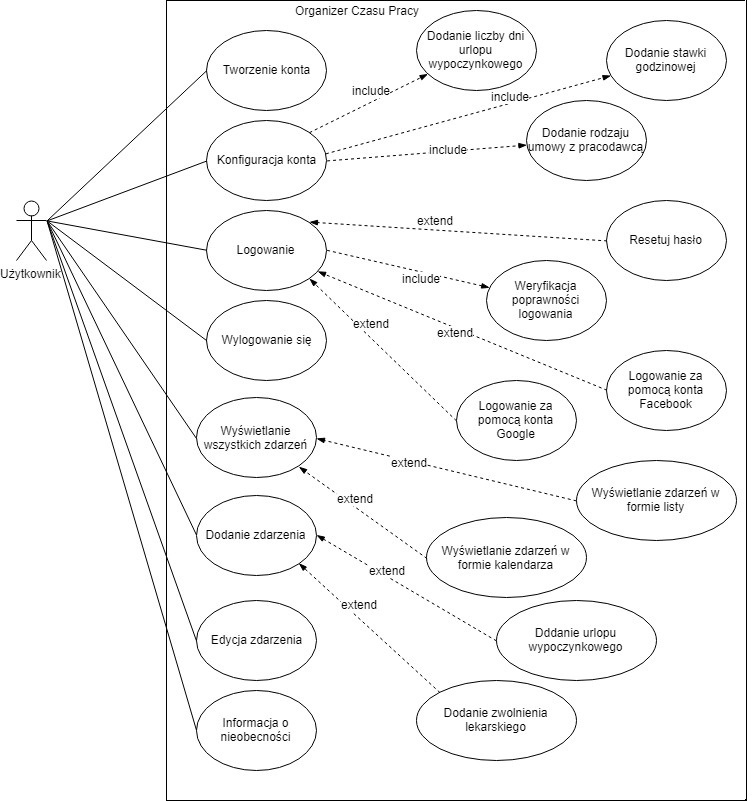 Organizer Czasu Pracy
Tworzenie konta
Dodanie liczby dni
urlopu
wypoczynkowego
Dodanie stawki
godzinowej
include
include
Konfiguracja konta
include
Dodanie rodzaju
umowy z pracodawcą
Użytkownik
Logowanie
extend
Resetuj hasło
include
Weryfikacja
poprawności
logowania
Wylogowanie się
extend
extend
Logowanie za
pomocą konta
Facebook
Logowanie za
pomocą konta
Google
Wyświetlanie
wszystkich zdarzeń
extend
Wyświetlanie zdarzeń w
formie listy
extend
Dodanie zdarzenia
Wyświetlanie zdarzeń w
formie kalendarza
extend
extend
Edycja zdarzenia
Dddanie urlopu
wypoczynkowego
Informacja o
nieobecności
Dodanie zwolnienia
lekarskiego